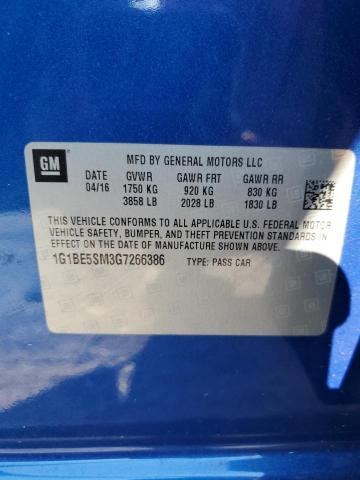 GM
MFD BY GENERAL MOTORS LLC
04/16 GVWR GAWR FRT GAWR RR
1750 KG 920 KG 830 KG
3858 LB 2028 LB 1830 LB
THIS VEHICLE CONFORMS TO ALL APPLICABLE U.S. FEDERAL MOTOR
VEHICLE SAFETY, BUMPER, AND THEFT PREVENTION STANDARDS IN
EFFECT ON THE DATE OF MANUFACTURE SHOWN ABOVE.
1G1BE5SM3G7266386 TYPE: PASS CAR